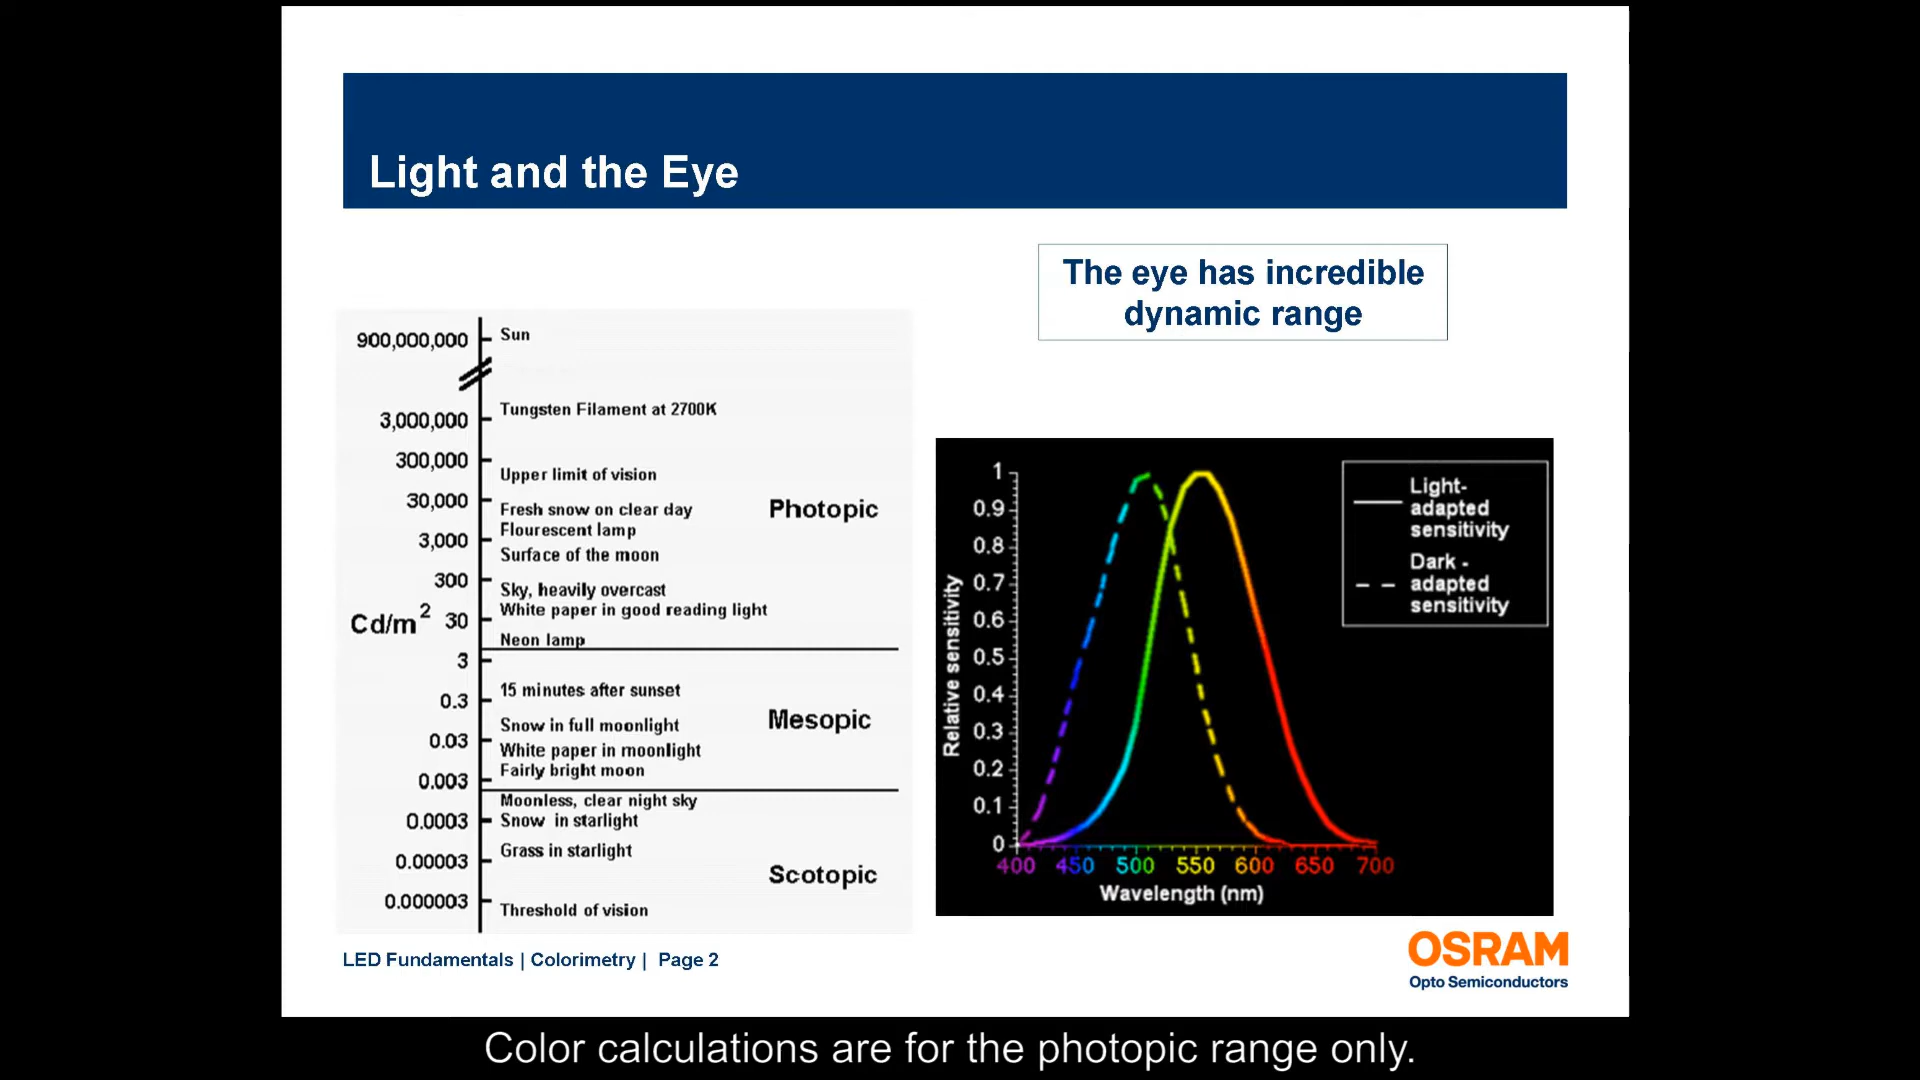 Light and the Eye
The eye has incredible
dynamic range
900,000,000
Sun
3,000,000
Tungsten Filament at 2700K
300,000
Upper limit of vision
30,000
Fresh snow on clear day
Photopic
Flourescent lamp
3,000
Surface of the moon
300
Sky, heavily overcast
White paper in good reading light
Cd/m2
30
Neon lamp
3
15 minutes after sunset
0.3
Snow in full moonlight
Mesopic
0.03
White paper in moonlight
Fairly bright moon
0.003
Moonless, clear night sky
0.0003
Snow in starlight
Grass in starlight
0.00003
Scotopic
0.000003
Threshold of vision
Relative sensitivity
1
0.9
0.8
0.7
0.6
0.5
0.4
0.3
0.2
0.1
0
400 450 500 550 600 650 700
Wavelength (nm)
Light-
adapted
sensitivity
Dark -
adapted
sensitivity
LED Fundamentals | Colorimetry | Page 2
OSRAM
Opto Semiconductors
Color calculations are for the photopic range only.